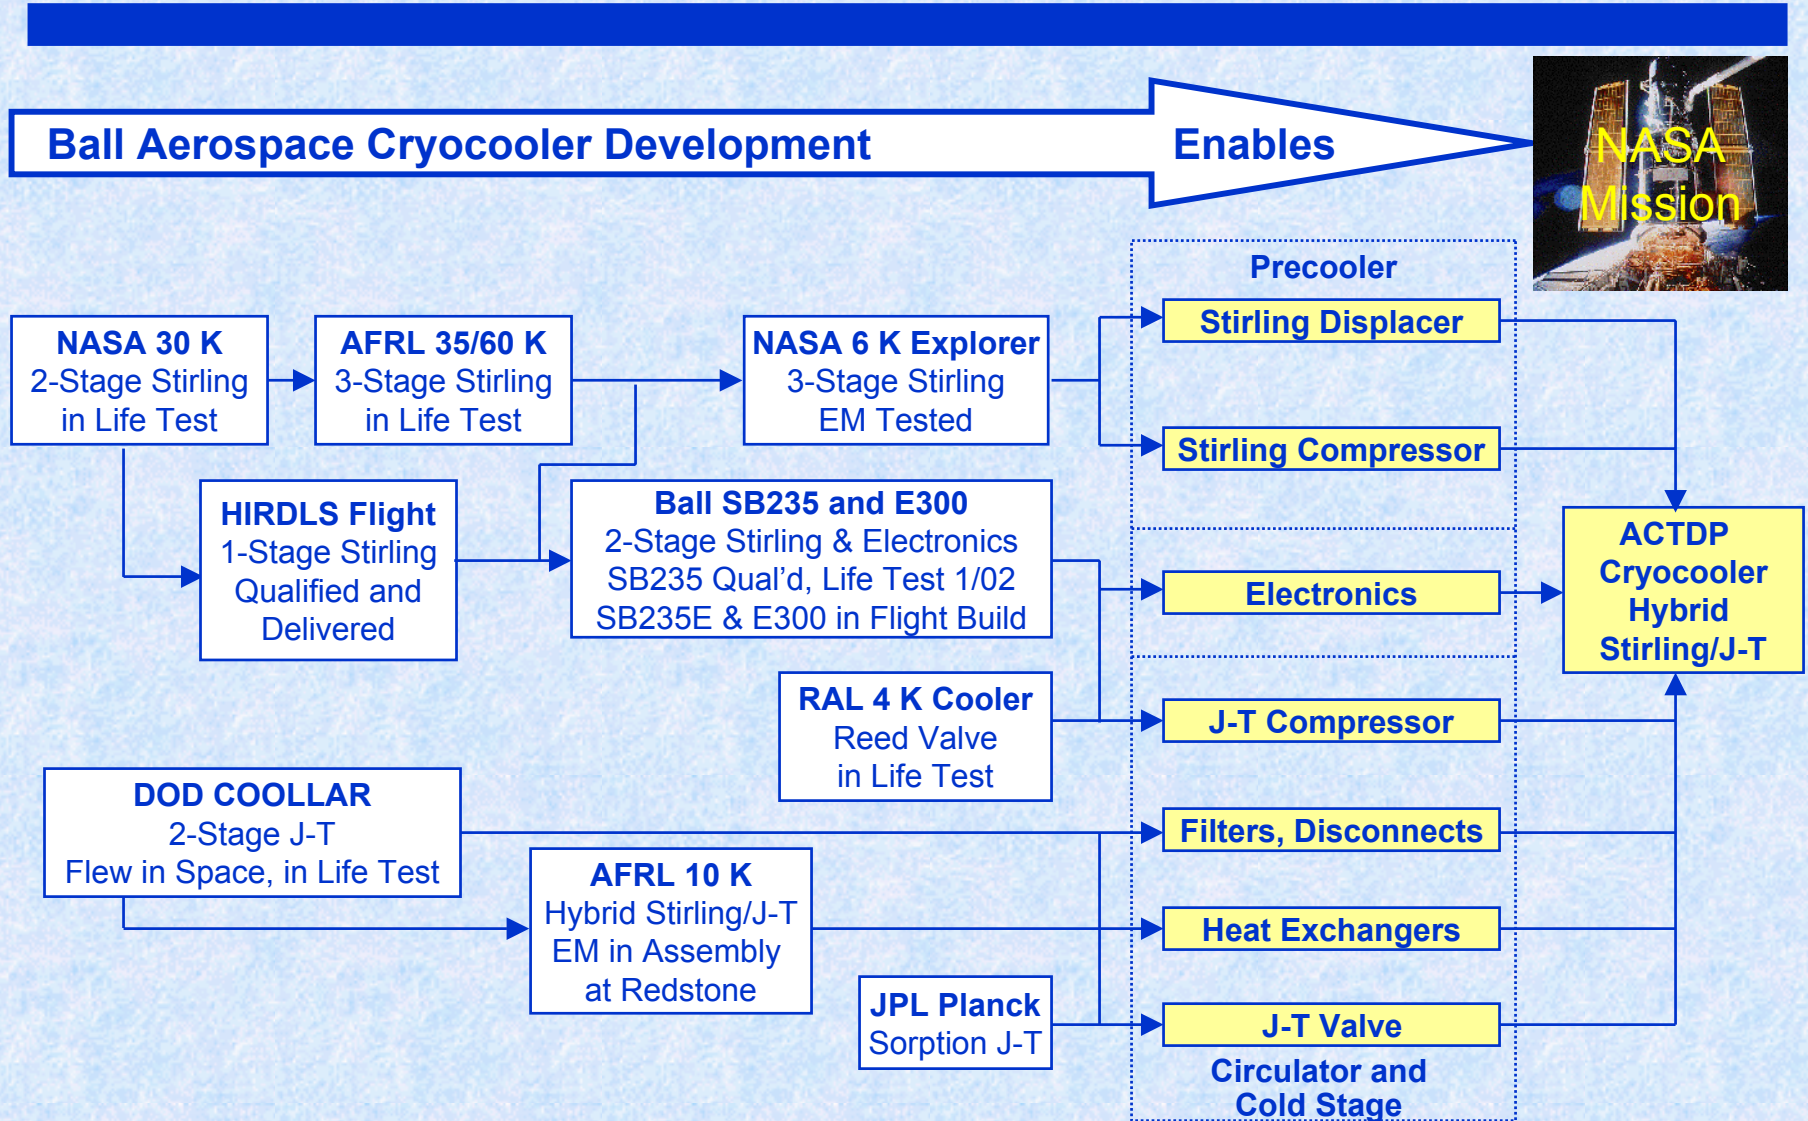 Ball Aerospace Cryocooler Development
Enables
NASA
Mission
Precooler
Stirling Displacer
Stirling Compressor
NASA 30 K
2-Stage Stirling
in Life Test
AFRL 35/60 K
3-Stage Stirling
in Life Test
NASA 6 K Explorer
3-Stage Stirling
EM Tested
HIRDLS Flight
1-Stage Stirling
Qualified and
Delivered
Ball SB235 and E300
2-Stage Stirling & Electronics
SB235 Qual'd, Life Test 1/02
SB235E & E300 in Flight Build
Electronics
ACTDP
Cryocooler
Hybrid
Stirling/J-T
RAL 4 K Cooler
Reed Valve
in Life Test
J-T Compressor
DOD COOLLAR
2-Stage J-T
Flew in Space, in Life Test
Filters, Disconnects
AFRL 10 K
Hybrid Stirling/J-T
EM in Assembly
at Redstone
Heat Exchangers
JPL Planck
Sorption J-T
J-T Valve
Circulator and
Cold Stage